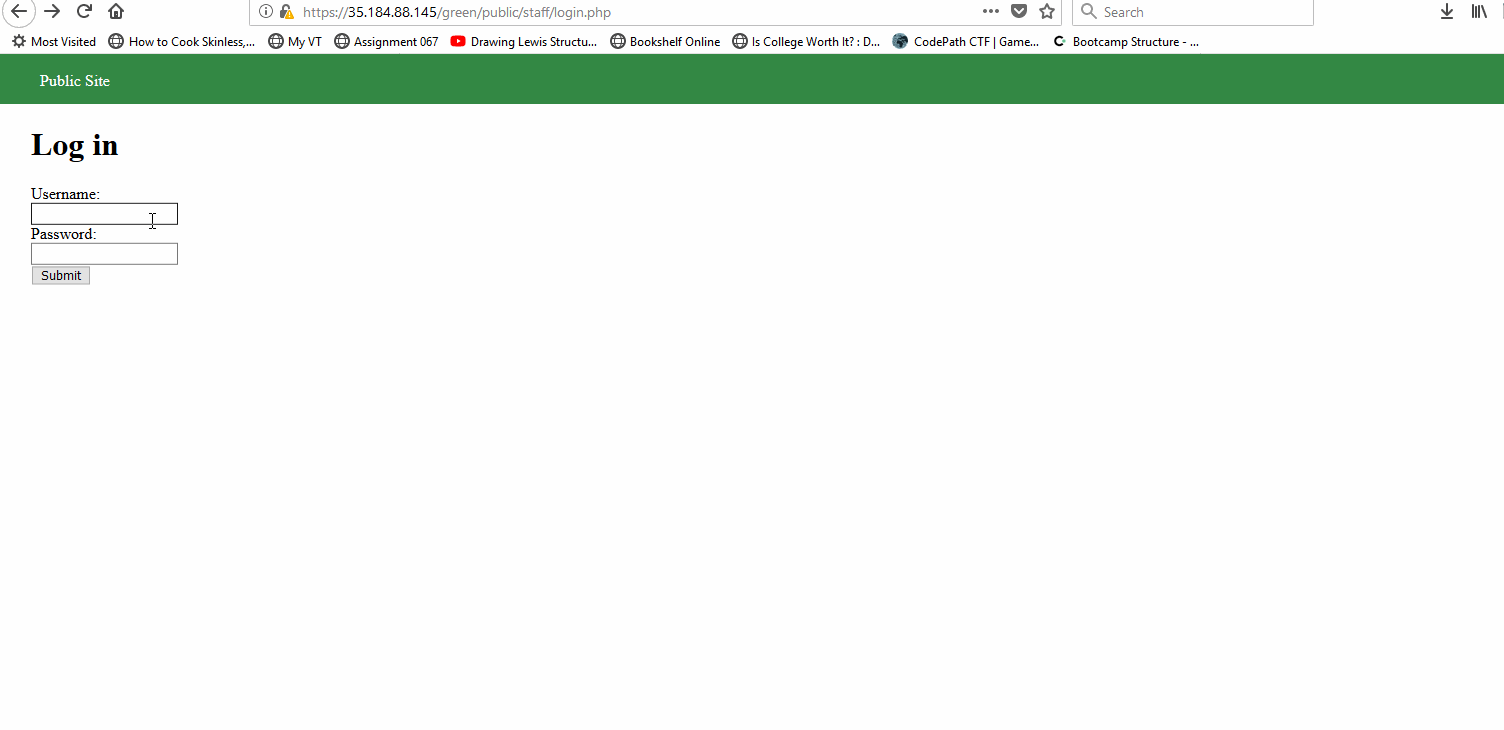 https://35.184.88.145/green/public/staff/login.php
Search
Most Visited
How to Cook Skinless,...
My VT
Assignment 067
Drawing Lewis Structu...
Bookshelf Online
Is College Worth It? : D...
CodePath CTF | Game...
Bootcamp Structure - ...
Public Site
Log in
Username:
Password:
Submit